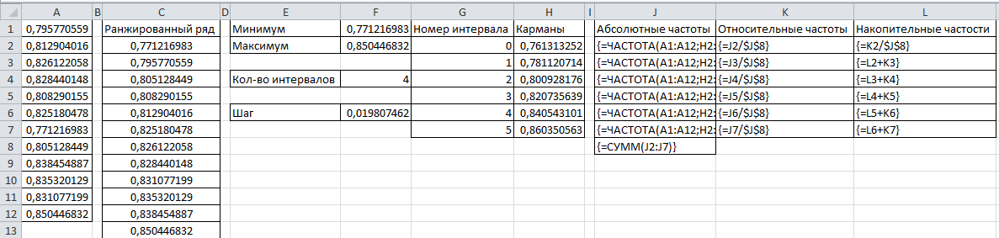 A B C D E F G H I J K L
1 0,795770559 Ранжированный ряд Минимум 0,771216983 Номер интервала Карманы Абсолютные частоты Относительные частоты Накопительные частости
2 0,812904016 0,771216983 Максимум 0,850446832 0 0,761313252 {=ЧАСТОТА(A1:A12;H2: {=J2/$J$8} {=K2/$J$8}
3 0,826122058 0,795770559 1 0,781120714 {=ЧАСТОТА(A1:A12;H2: {=J3/$J$8} {=L2+K3}
4 0,828440148 0,805128449 Кол-во интервалов 4 2 0,800928176 {=ЧАСТОТА(A1:A12;H2: {=J4/$J$8} {=L3+K4}
5 0,808290155 0,808290155 3 0,820735639 {=ЧАСТОТА(A1:A12;H2: {=J5/$J$8} {=L4+K5}
6 0,825180478 0,812904016 Шаг 0,019807462 4 0,840543101 {=ЧАСТОТА(A1:A12;H2: {=J6/$J$8} {=L5+K6}
7 0,771216983 0,825180478 5 0,860350563 {=ЧАСТОТА(A1:A12;H2: {=J7/$J$8} {=L6+K7}
8 0,805128449 0,826122058 {=СУММ(J2:J7)}
9 0,838454887 0,828440148
10 0,835320129 0,831077199
11 0,831077199 0,835320129
12 0,850446832 0,838454887
13 0,850446832